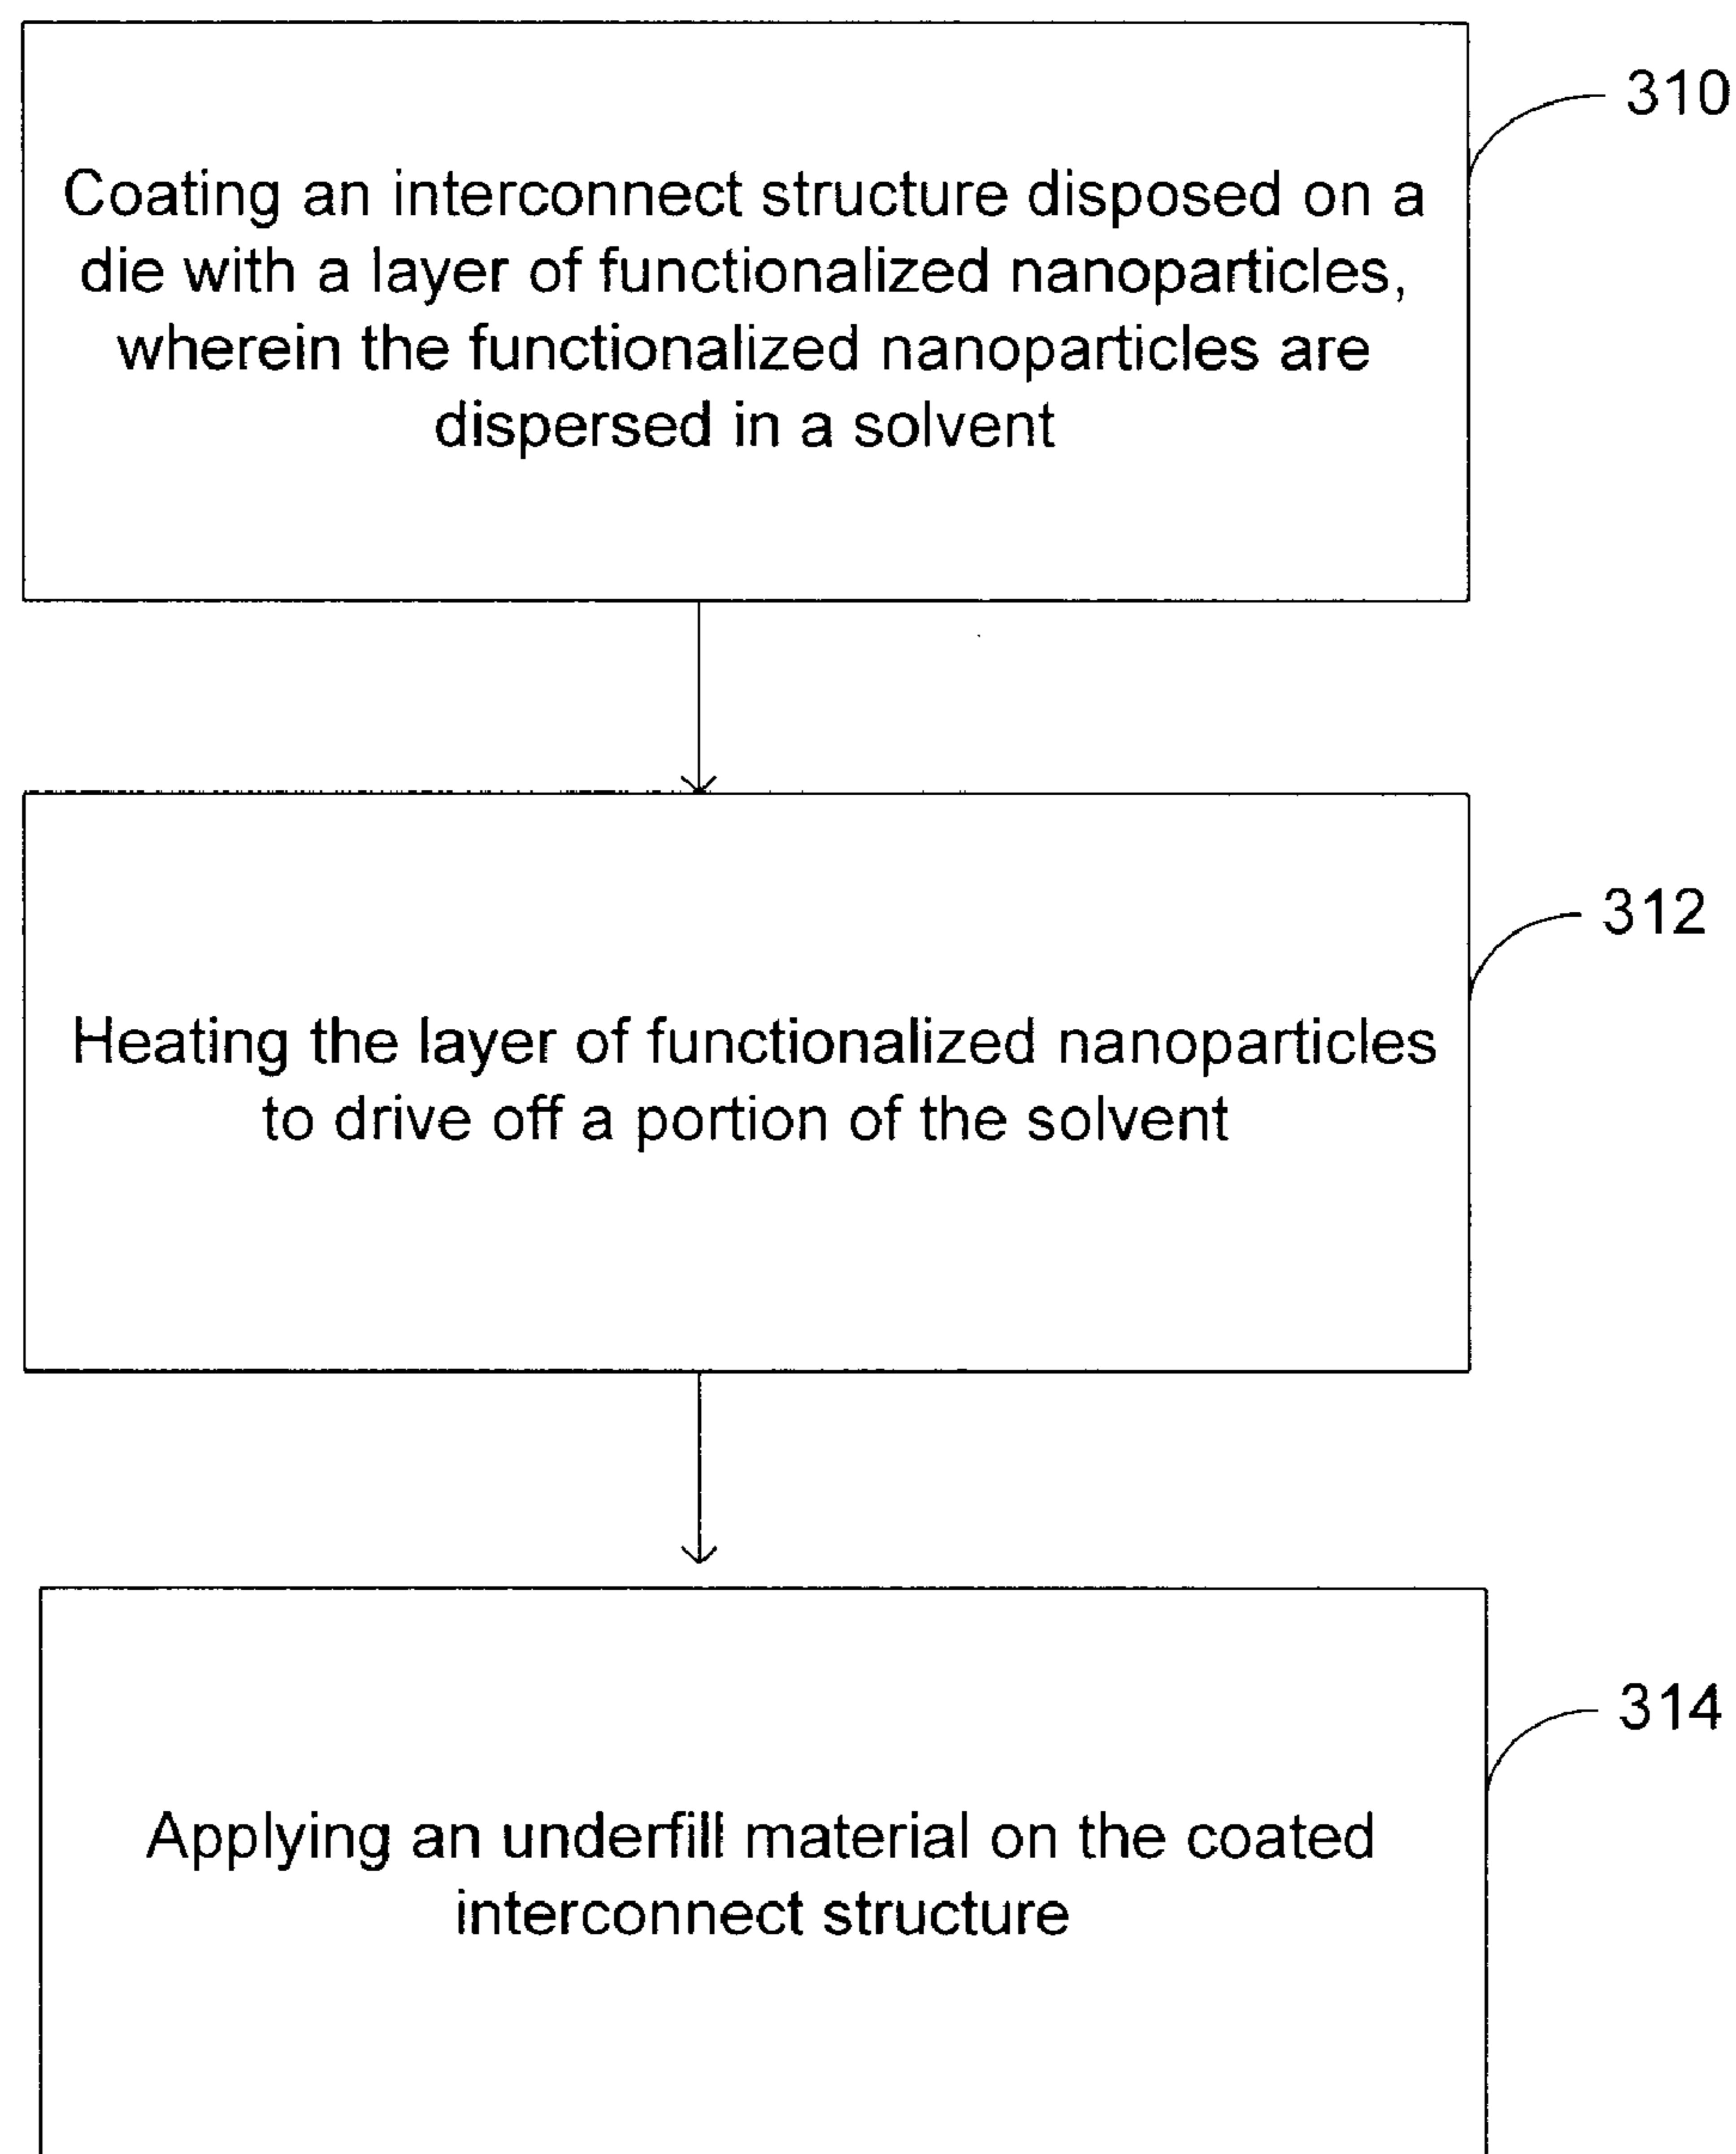 310
Coating an interconnect structure disposed on a
die with a layer of functionalized nanoparticles,
wherein the functionalized nanoparticles are
dispersed in a solvent
312
Heating the layer of functionalized nanoparticles
to drive off a portion of the solvent
314
Applying an underfill material on the coated
interconnect structure